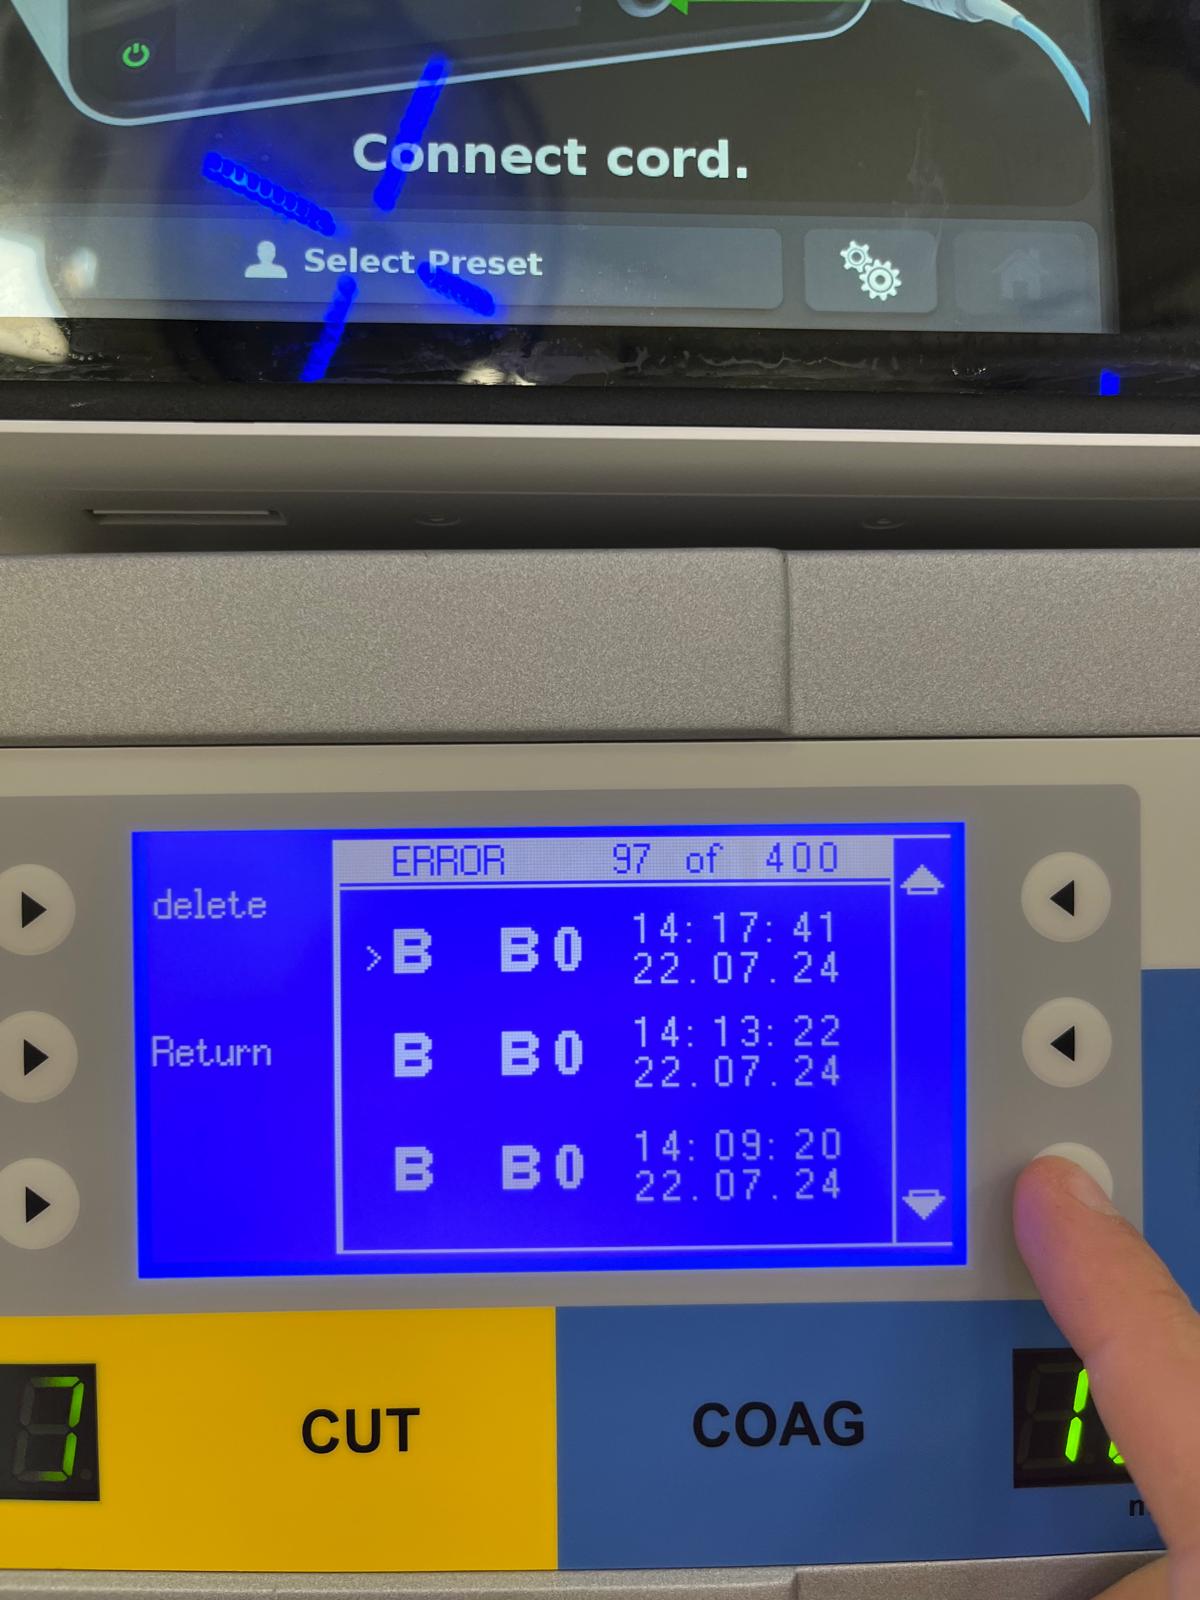 Connect cord.
Select Preset
ERROR 97 of 400
delete
>B B0 14:17:41
22.07.24
Return
B B0 14:13:22
22.07.24
B B0 14:09:20
22.07.24
CUT
COAG